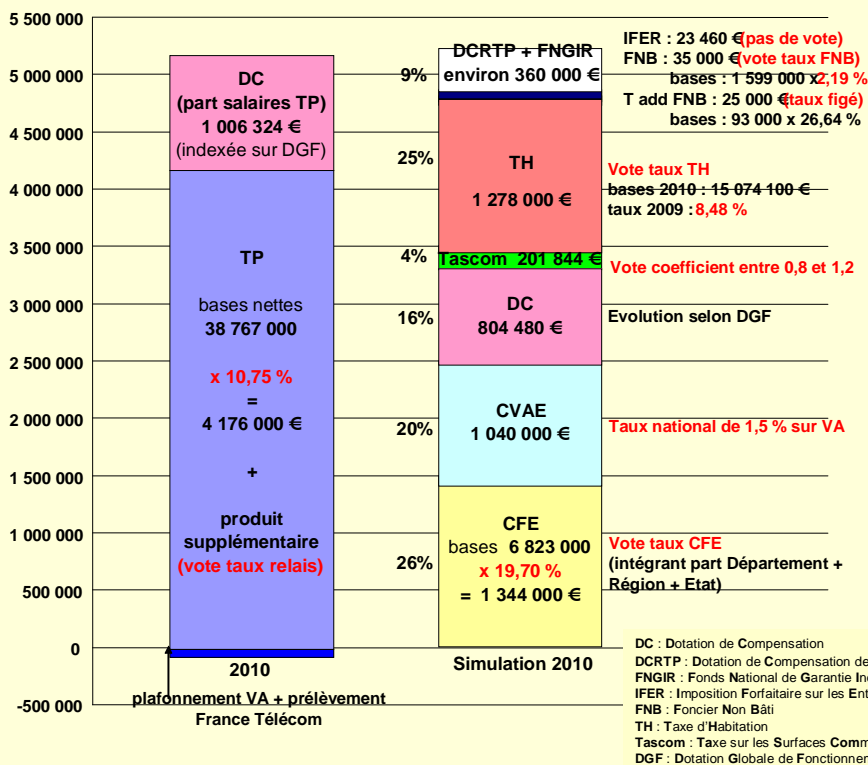 5 500 000
5 000 000
4 500 000
4 000 000
3 500 000
3 000 000
2 500 000
2 000 000
1 500 000
1 000 000
500 000
0
-500 000
DC
(part salaires TP)
1 006 324 €
(indexée sur DGF)
TP
bases nettes
38 767 000
x 10,75 %
=
4 176 000 €
+
produit
supplémentaire
(vote taux relais)
2010
plafonnement VA + prélèvement
France Télécom
9%
25%
4%
16%
20%
26%
DCRTP + FNGIR
environ 360 000 €
TH
1 278 000 €
Tascom 201 844 €
DC
804 480 €
CVAE
1 040 000 €
CFE
bases 6 823 000
x 19,70 %
= 1 344 000 €
Simulation 2010
IFER : 23 460 € (pas de vote)
FNB : 35 000 € (vote taux FNB)
bases : 1 599 000 x 2,19 %
T add FNB : 25 000 € (taux figé)
bases : 93 000 x 26,64 %
Vote taux TH
bases 2010 : 15 074 100 €
taux 2009 : 8,48 %
Vote coefficient entre 0,8 et 1,2
Evolution selon DGF
Taux national de 1,5 % sur VA
Vote taux CFE
(intégrant part Département +
Région + Etat)
DC : Dotation de Compensation
DCRTP : Dotation de Compensation de
FNGIR : Fonds National de Garantie In
IFER : Imposition Forfaitaire sur les Ent
FNB : Foncier Non Bâti
TH : Taxe d'Habitation
Tascom : Taxe sur les Surfaces Comm
DGF : Dotation Globale de Fonctionnem